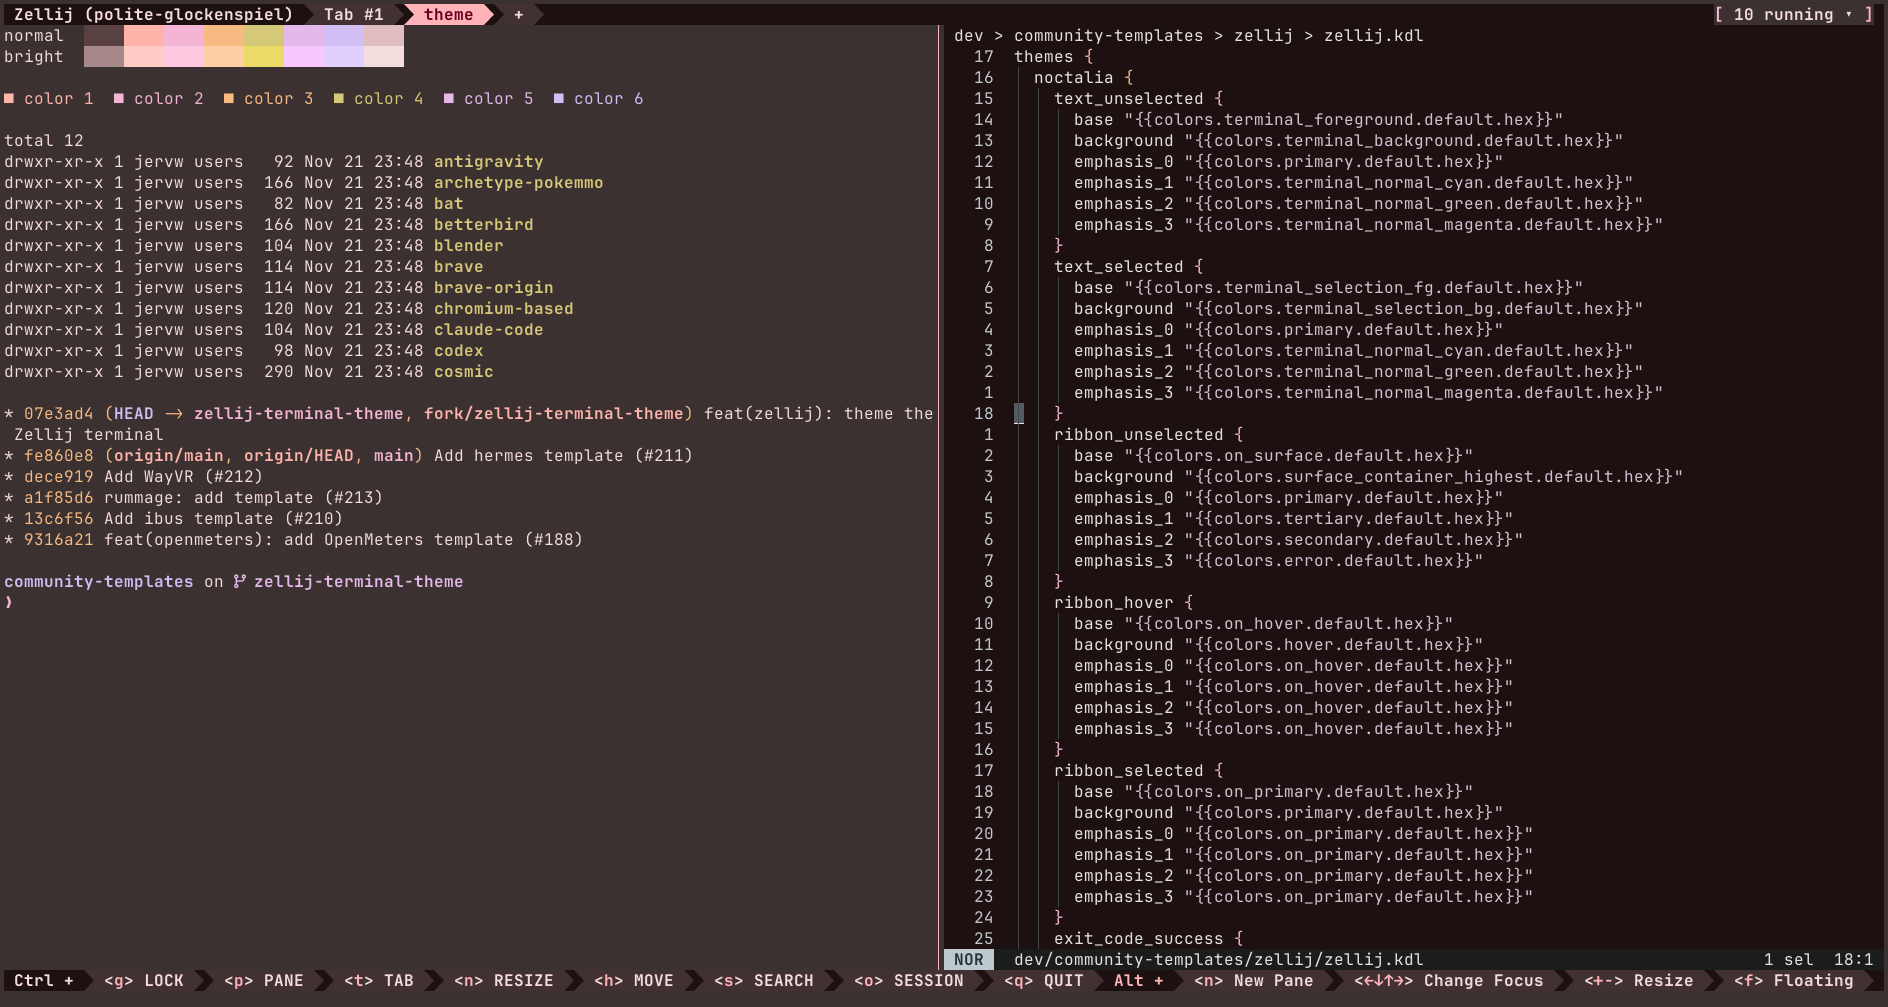 Zellij (polite-glockenspiel) Tab #1 theme + [ 10 running ▾ ]
normal
bright
■ color 1 ■ color 2 ■ color 3 ■ color 4 ■ color 5 ■ color 6
total 12
drwxr-xr-x 1 jervw users 92 Nov 21 23:48 antigravity
drwxr-xr-x 1 jervw users 166 Nov 21 23:48 archetype-pokemmo
drwxr-xr-x 1 jervw users 82 Nov 21 23:48 bat
drwxr-xr-x 1 jervw users 166 Nov 21 23:48 betterbird
drwxr-xr-x 1 jervw users 104 Nov 21 23:48 blender
drwxr-xr-x 1 jervw users 114 Nov 21 23:48 brave
drwxr-xr-x 1 jervw users 114 Nov 21 23:48 brave-origin
drwxr-xr-x 1 jervw users 120 Nov 21 23:48 chromium-based
drwxr-xr-x 1 jervw users 104 Nov 21 23:48 claude-code
drwxr-xr-x 1 jervw users 98 Nov 21 23:48 codex
drwxr-xr-x 1 jervw users 290 Nov 21 23:48 cosmic
* 07e3ad4 (HEAD -> zellij-terminal-theme, fork/zellij-terminal-theme) feat(zellij): theme the
Zellij terminal
* fe860e8 (origin/main, origin/HEAD, main) Add hermes template (#211)
* dece919 Add WayVR (#212)
* a1f85d6 rummage: add template (#213)
* 13c6f56 Add ibus template (#210)
* 9316a21 feat(openmeters): add OpenMeters template (#188)
community-templates on zellij-terminal-theme
❯
dev > community-templates > zellij > zellij.kdl
17 themes {
16 noctalia {
15 text_unselected {
14 base "{{colors.terminal_foreground.default.hex}}"
13 background "{{colors.terminal_background.default.hex}}"
12 emphasis_0 "{{colors.primary.default.hex}}"
11 emphasis_1 "{{colors.terminal_normal_cyan.default.hex}}"
10 emphasis_2 "{{colors.terminal_normal_green.default.hex}}"
9 emphasis_3 "{{colors.terminal_normal_magenta.default.hex}}"
8 }
7 text_selected {
6 base "{{colors.terminal_selection_fg.default.hex}}"
5 background "{{colors.terminal_selection_bg.default.hex}}"
4 emphasis_0 "{{colors.primary.default.hex}}"
3 emphasis_1 "{{colors.terminal_normal_cyan.default.hex}}"
2 emphasis_2 "{{colors.terminal_normal_green.default.hex}}"
1 emphasis_3 "{{colors.terminal_normal_magenta.default.hex}}"
18 }
1 ribbon_unselected {
2 base "{{colors.on_surface.default.hex}}"
3 background "{{colors.surface_container_highest.default.hex}}"
4 emphasis_0 "{{colors.primary.default.hex}}"
5 emphasis_1 "{{colors.tertiary.default.hex}}"
6 emphasis_2 "{{colors.secondary.default.hex}}"
7 emphasis_3 "{{colors.error.default.hex}}"
8 }
9 ribbon_hover {
10 base "{{colors.on_hover.default.hex}}"
11 background "{{colors.hover.default.hex}}"
12 emphasis_0 "{{colors.on_hover.default.hex}}"
13 emphasis_1 "{{colors.on_hover.default.hex}}"
14 emphasis_2 "{{colors.on_hover.default.hex}}"
15 emphasis_3 "{{colors.on_hover.default.hex}}"
16 }
17 ribbon_selected {
18 base "{{colors.on_primary.default.hex}}"
19 background "{{colors.primary.default.hex}}"
20 emphasis_0 "{{colors.on_primary.default.hex}}"
21 emphasis_1 "{{colors.on_primary.default.hex}}"
22 emphasis_2 "{{colors.on_primary.default.hex}}"
23 emphasis_3 "{{colors.on_primary.default.hex}}"
24 }
25 exit_code_success {
NOR dev/community-templates/zellij/zellij.kdl 1 sel 18:1
Ctrl + <g> LOCK <p> PANE <t> TAB <n> RESIZE <h> MOVE <s> SEARCH <o> SESSION <q> QUIT Alt + <n> New Pane <←↓↑→> Change Focus <+-> Resize <f> Floating